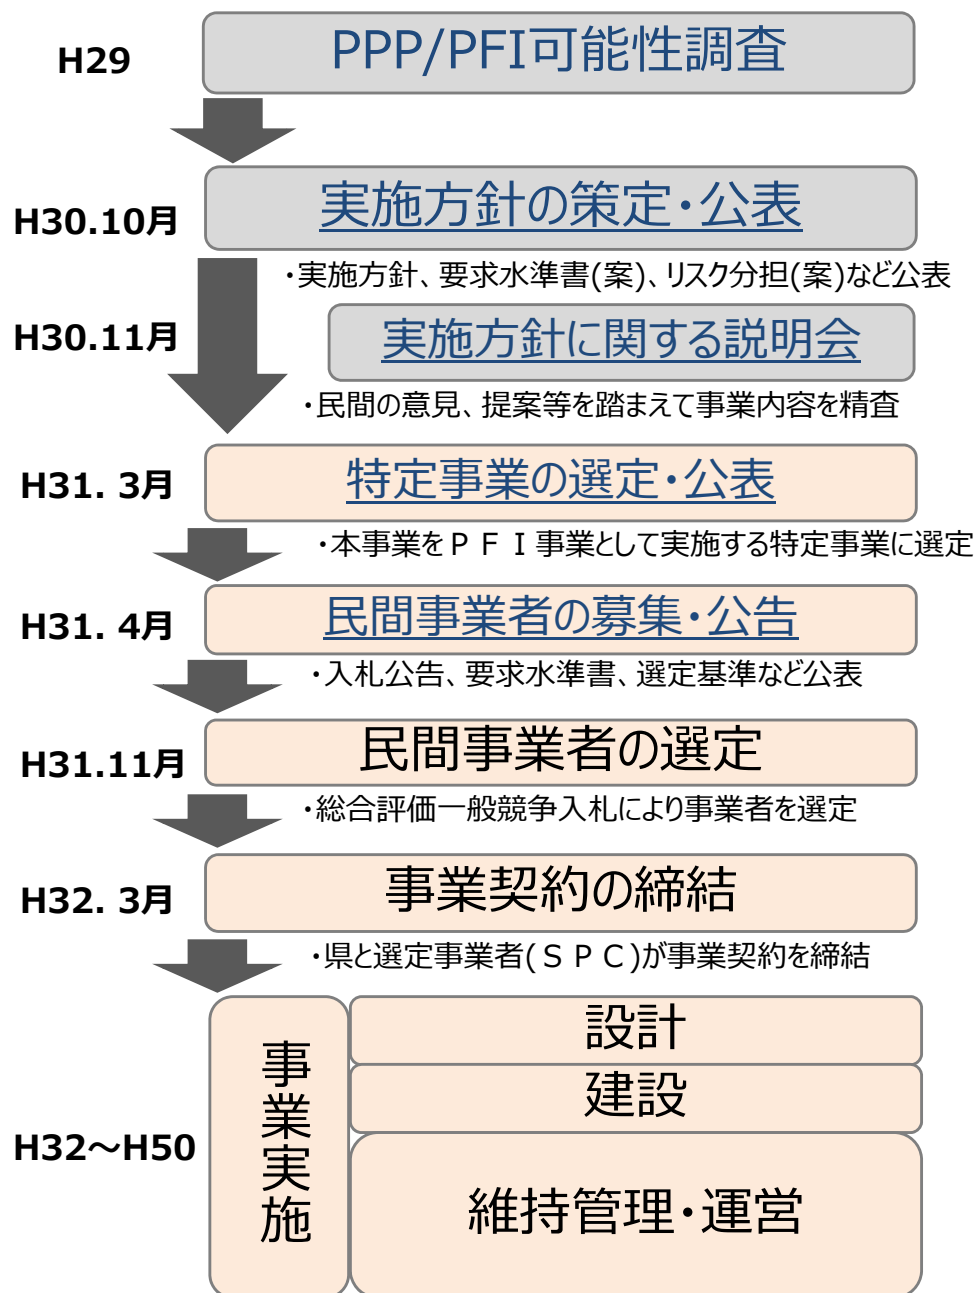 H29
PPP/PFI可能性調査
H30.10月
実施方針の策定・公表
・実施方針、要求水準書(案)、リスク分担(案)など公表
H30.11月
実施方針に関する説明会
・民間の意見、提案等を踏まえて事業内容を精査
H31. 3月
特定事業の選定・公表
・本事業をＰＦＩ事業として実施する特定事業に選定
H31. 4月
民間事業者の募集・公告
・入札公告、要求水準書、選定基準など公表
H31.11月
民間事業者の選定
・総合評価一般競争入札により事業者を選定
H32. 3月
事業契約の締結
・県と選定事業者(ＳＰＣ)が事業契約を締結
H32～H50
事業実施
設計
建設
維持管理・運営